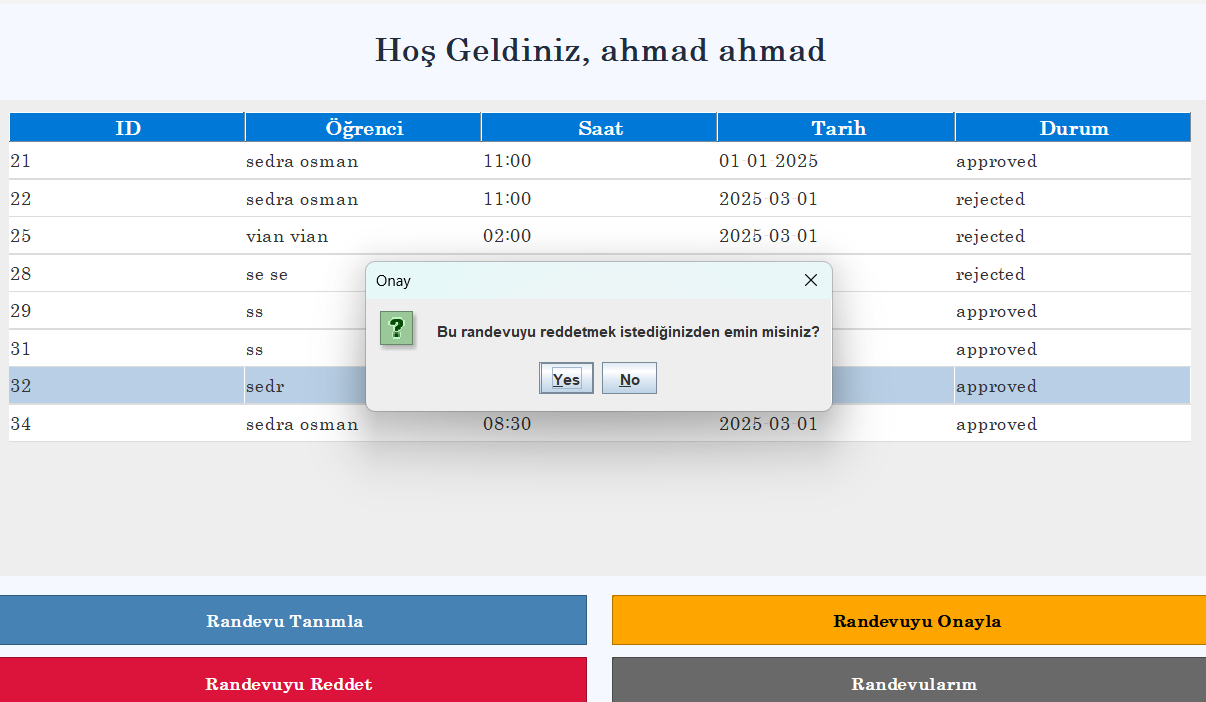 Hoş Geldiniz, ahmad ahmad
ID Öğrenci Saat Tarih Durum
21 sedra osman 11:00 01-01-2025 approved
22 sedra osman 11:00 2025-03-01 rejected
25 vian vian 02:00 2025-03-01 rejected
28 se se rejected
29 ss approved
31 ss approved
32 sedr approved
34 sedra osman 08:30 2025-03-01 approved
Onay
?
Bu randevuyu reddetmek istediğinizden emin misiniz?
Yes No
Randevu Tanımla Randevuyu Onayla
Randevuyu Reddet Randevularım